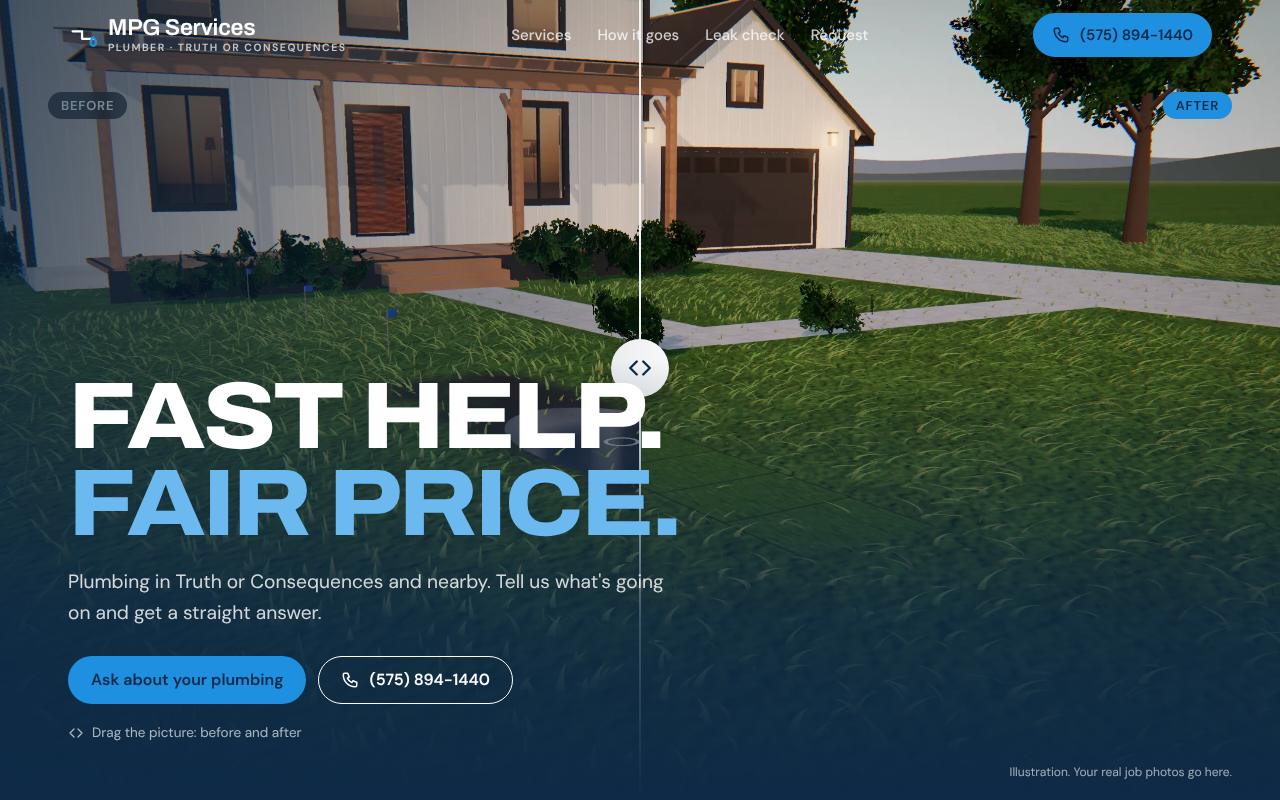 MPG Services
PLUMBER · TRUTH OR CONSEQUENCES
Services
How it goes
Leak check
Request
(575) 894-1440
BEFORE
AFTER
FAST HELP.
FAIR PRICE.
Plumbing in Truth or Consequences and nearby. Tell us what's going
on and get a straight answer.
Ask about your plumbing
(575) 894-1440
Drag the picture: before and after
Illustration. Your real job photos go here.